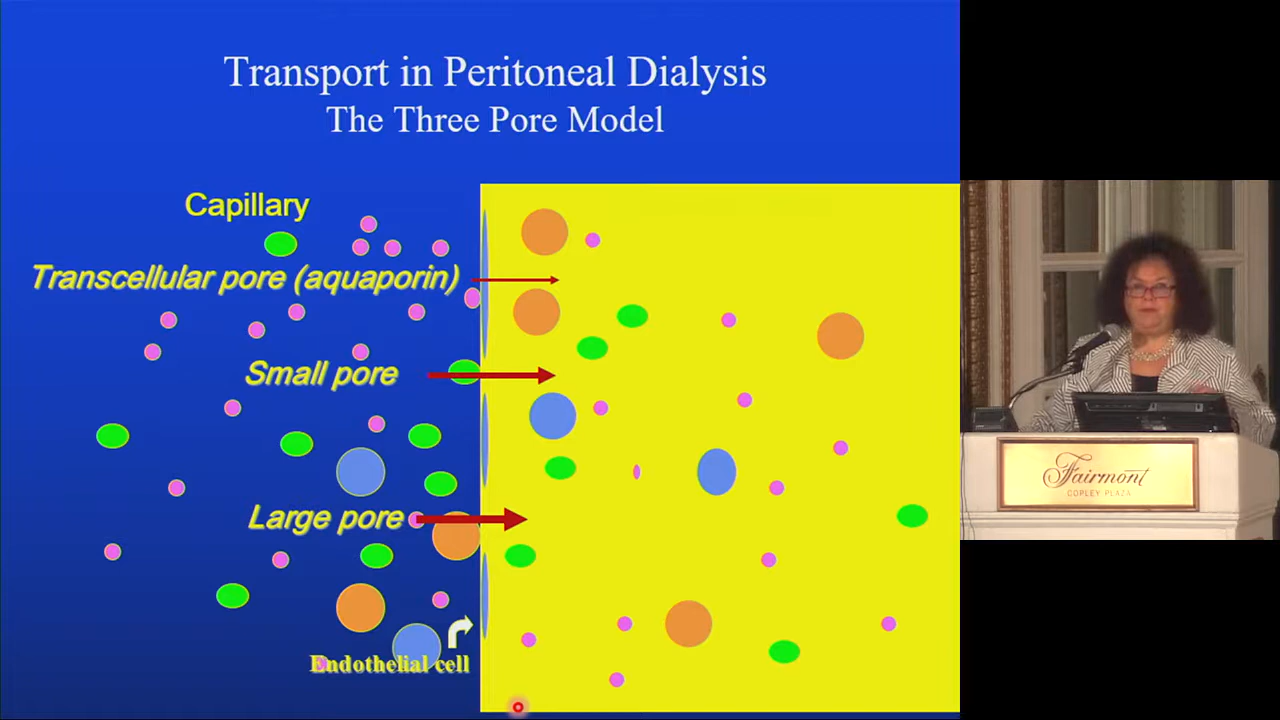 Transport in Peritoneal Dialysis
The Three Pore Model
Capillary
Transcellular pore (aquaporin)
Small pore
Large pore
Endothelial cell
Fairmont
COPLEY PLAZA